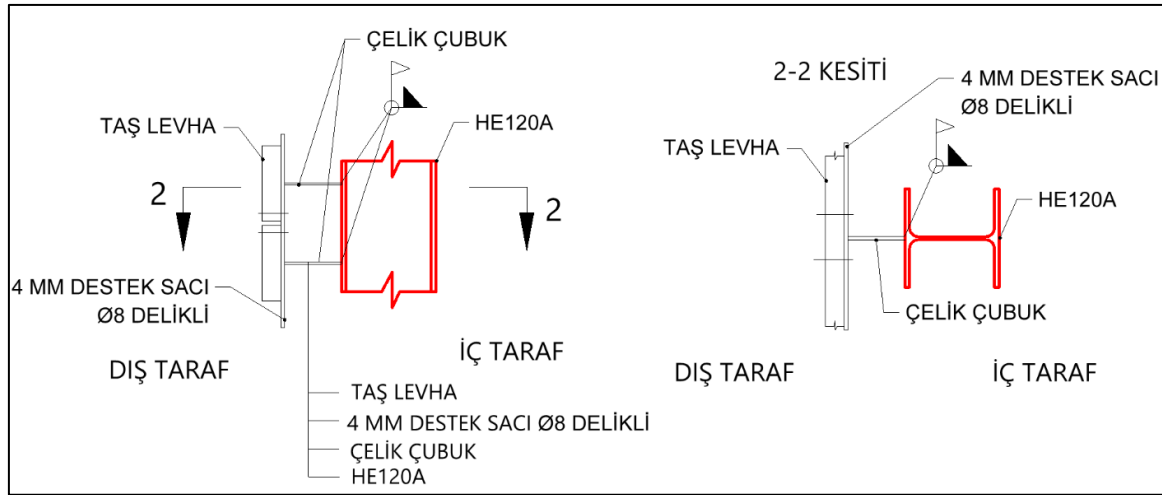 ÇELİK ÇUBUK
TAŞ LEVHA
HE120A
2
2
4 MM DESTEK SACI
Ø8 DELİKLİ
DIŞ TARAF
İÇ TARAF
TAŞ LEVHA
4 MM DESTEK SACI Ø8 DELİKLİ
ÇELİK ÇUBUK
HE120A
2-2 KESİTİ
4 MM DESTEK SACI
Ø8 DELİKLİ
TAŞ LEVHA
HE120A
ÇELİK ÇUBUK
DIŞ TARAF
İÇ TARAF